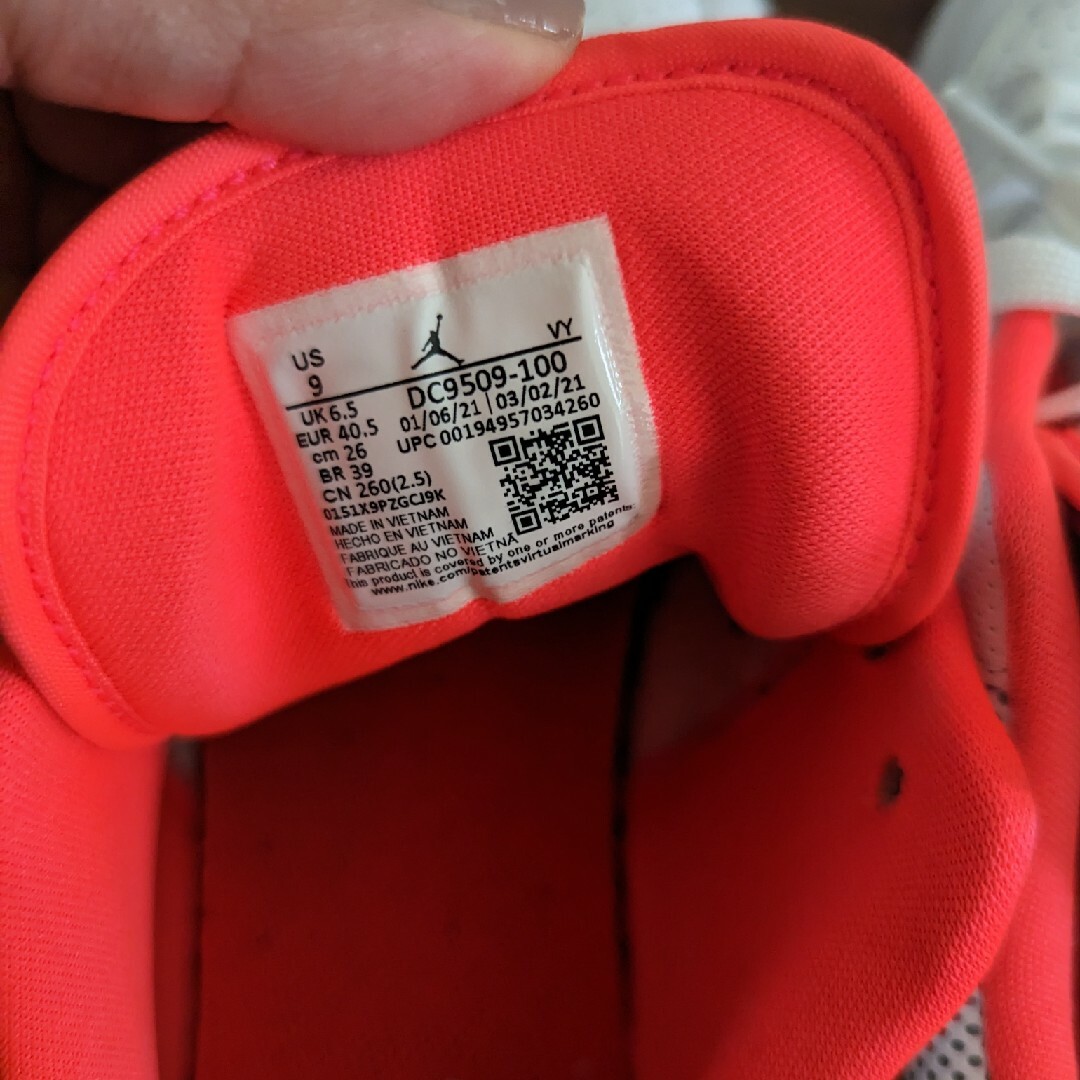 US
9
VY
UK 6.5
DC9509-100
EUR 40.5
01/06/21 | 03/02/21
cm 26
UPC 00194957034260
BR 39
CN 260(2.5)
0151X9PZGCJ9K
MADE IN VIETNAM
HECHO EN VIETNAM
FABRIQUE AU VIETNAM
FABRICADO NO VIETNÃ
This product is covered by one or more patents
www.nike.com/patentsvirtualmarking